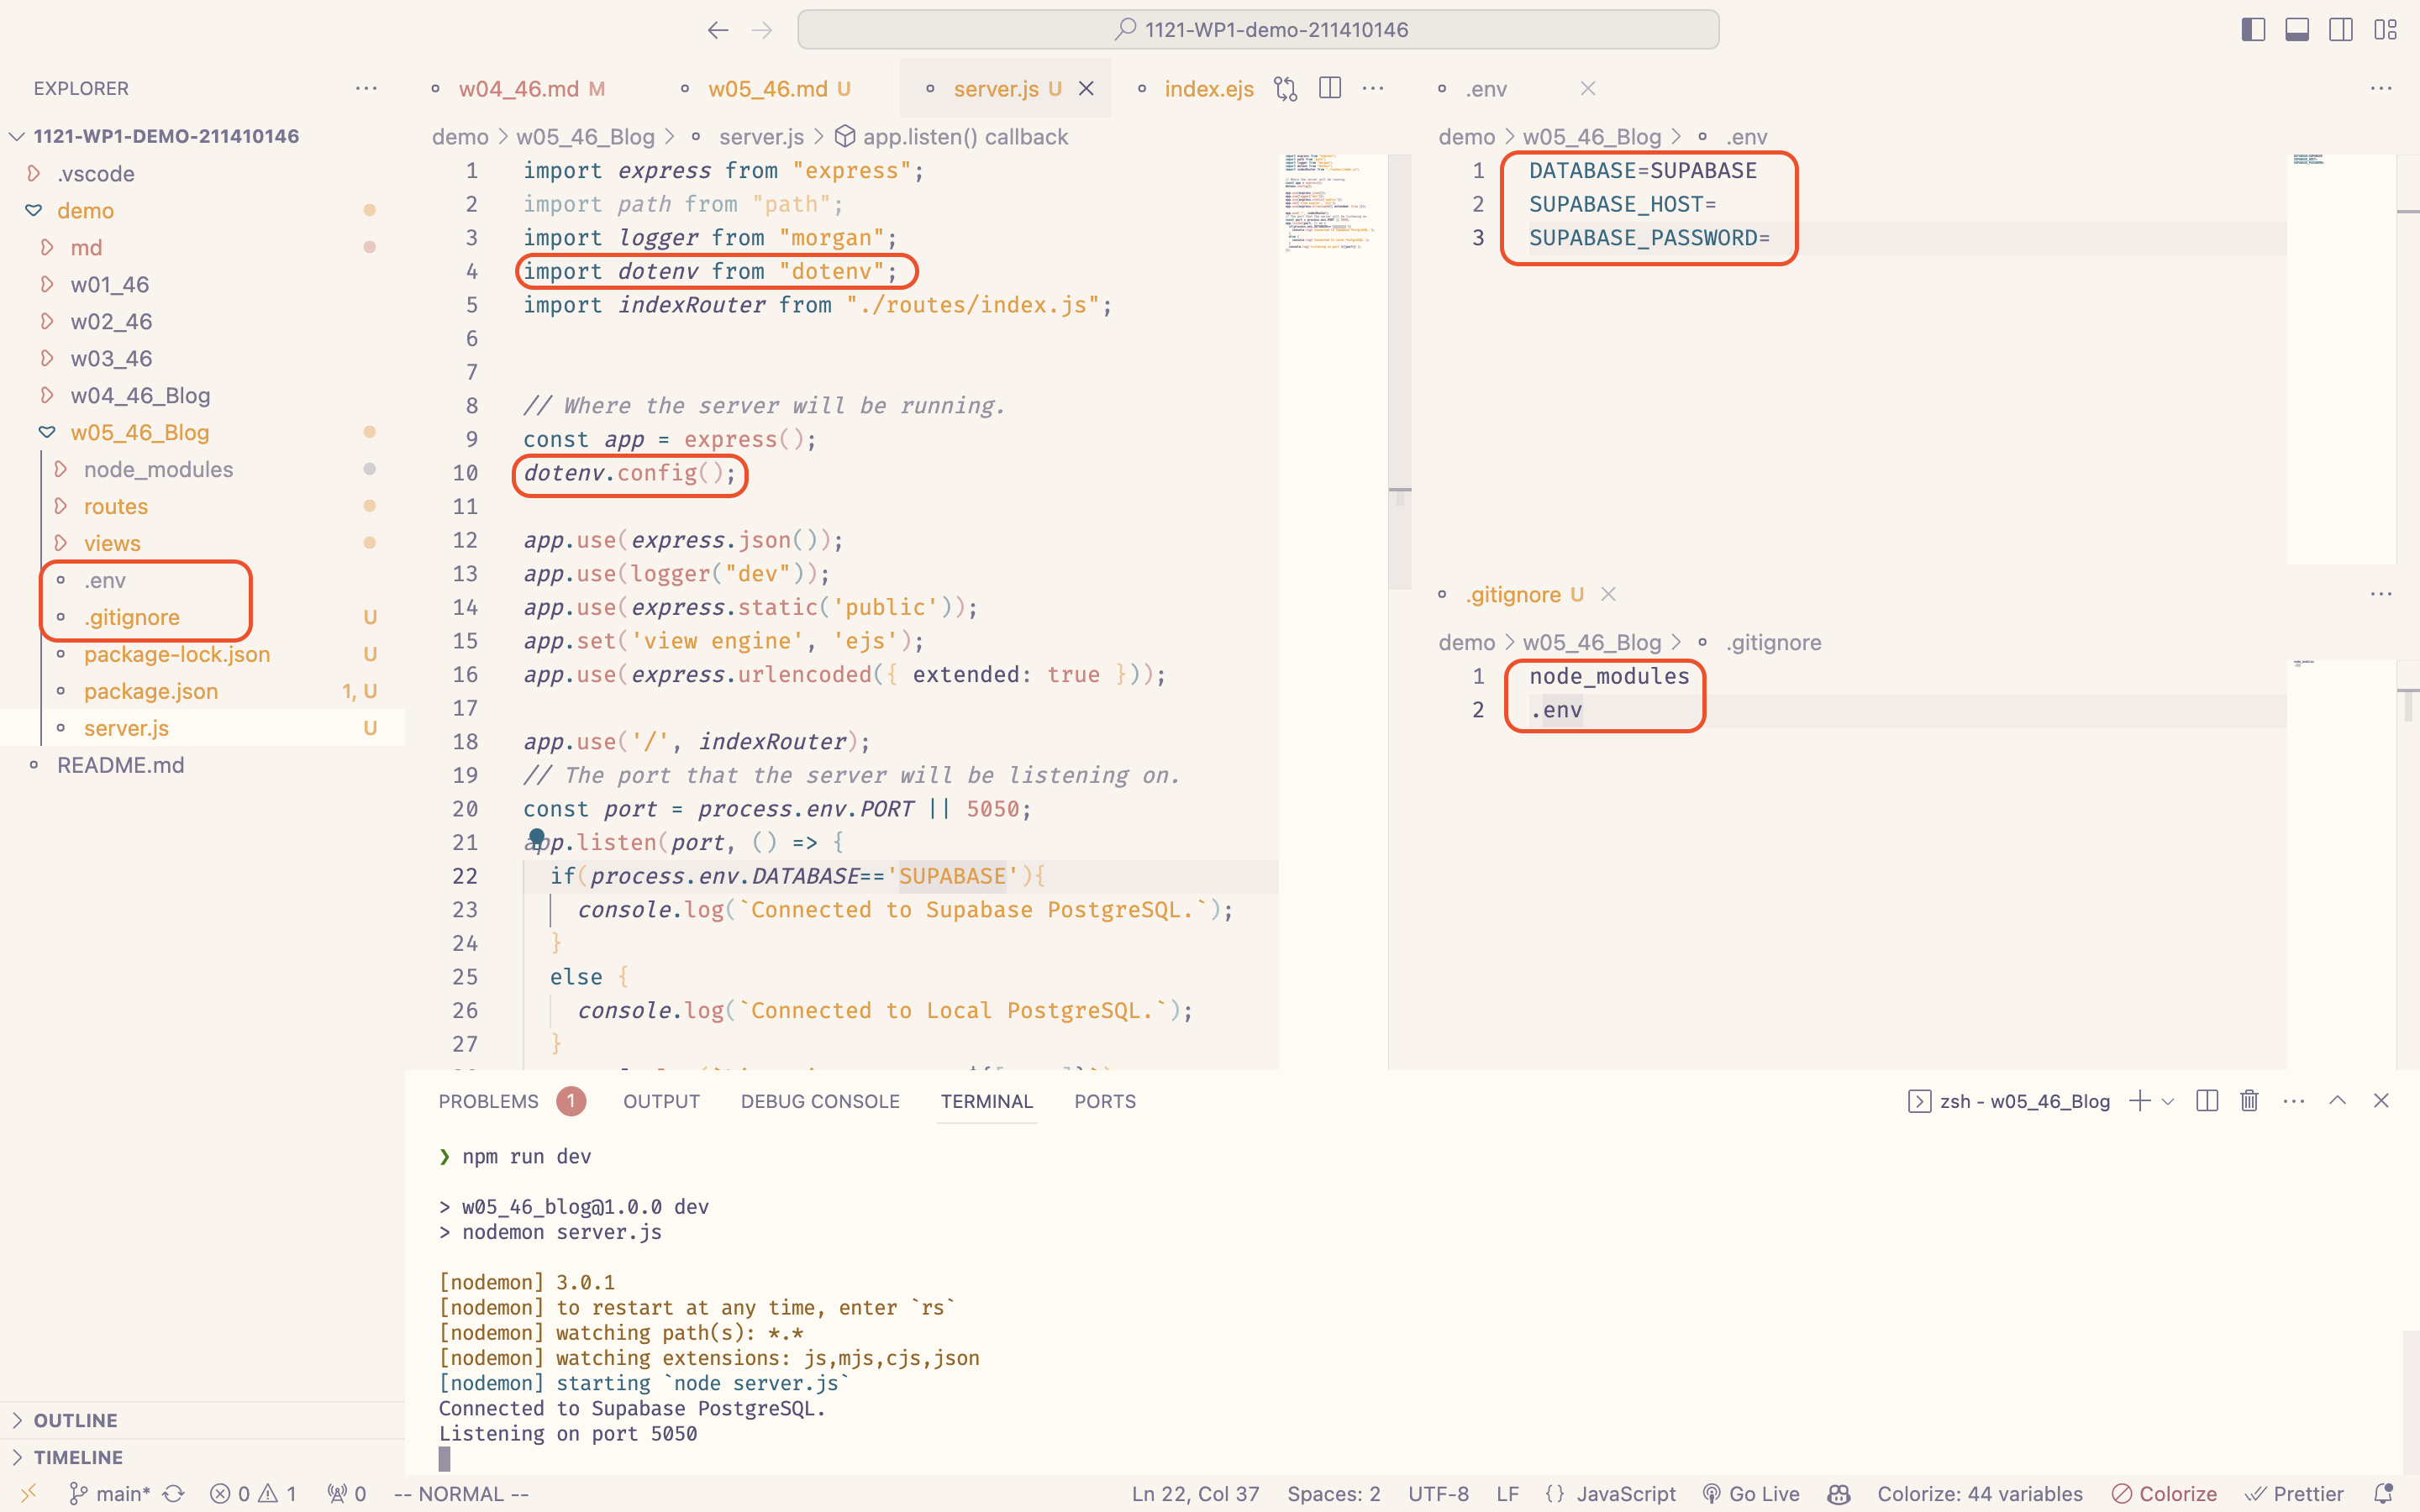 1121-WP1-demo-211410146
EXPLORER
1121-WP1-DEMO-211410146
.vscode
demo
md
w01_46
w02_46
w03_46
w04_46_Blog
w05_46_Blog
node_modules
routes
views
.env
.gitignore U
package-lock.json U
package.json 1, U
server.js U
README.md
OUTLINE
TIMELINE
w04_46.md M
w05_46.md U
server.js U
index.ejs
demo > w05_46_Blog > server.js > app.listen() callback
1 import express from "express";
2 import path from "path";
3 import logger from "morgan";
4 import dotenv from "dotenv";
5 import indexRouter from "./routes/index.js";
6
7
8 // Where the server will be running.
9 const app = express();
10 dotenv.config();
11
12 app.use(express.json());
13 app.use(logger("dev"));
14 app.use(express.static('public'));
15 app.set('view engine', 'ejs');
16 app.use(express.urlencoded({ extended: true }));
17
18 app.use('/', indexRouter);
19 // The port that the server will be listening on.
20 const port = process.env.PORT || 5050;
21 app.listen(port, () => {
22 if(process.env.DATABASE=='SUPABASE'){
23 console.log(`Connected to Supabase PostgreSQL.`);
24 }
25 else {
26 console.log(`Connected to Local PostgreSQL.`);
27 }
.env
demo > w05_46_Blog > .env
1 DATABASE=SUPABASE
2 SUPABASE_HOST=
3 SUPABASE_PASSWORD=
.gitignore U
demo > w05_46_Blog > .gitignore
1 node_modules
2 .env
PROBLEMS 1 OUTPUT DEBUG CONSOLE TERMINAL PORTS
zsh - w05_46_Blog
❯ npm run dev
> w05_46_blog@1.0.0 dev
> nodemon server.js
[nodemon] 3.0.1
[nodemon] to restart at any time, enter `rs`
[nodemon] watching path(s): *.*
[nodemon] watching extensions: js,mjs,cjs,json
[nodemon] starting `node server.js`
Connected to Supabase PostgreSQL.
Listening on port 5050
main* 0 1 0 -- NORMAL -- Ln 22, Col 37 Spaces: 2 UTF-8 LF {} JavaScript Go Live Colorize: 44 variables Colorize Prettier